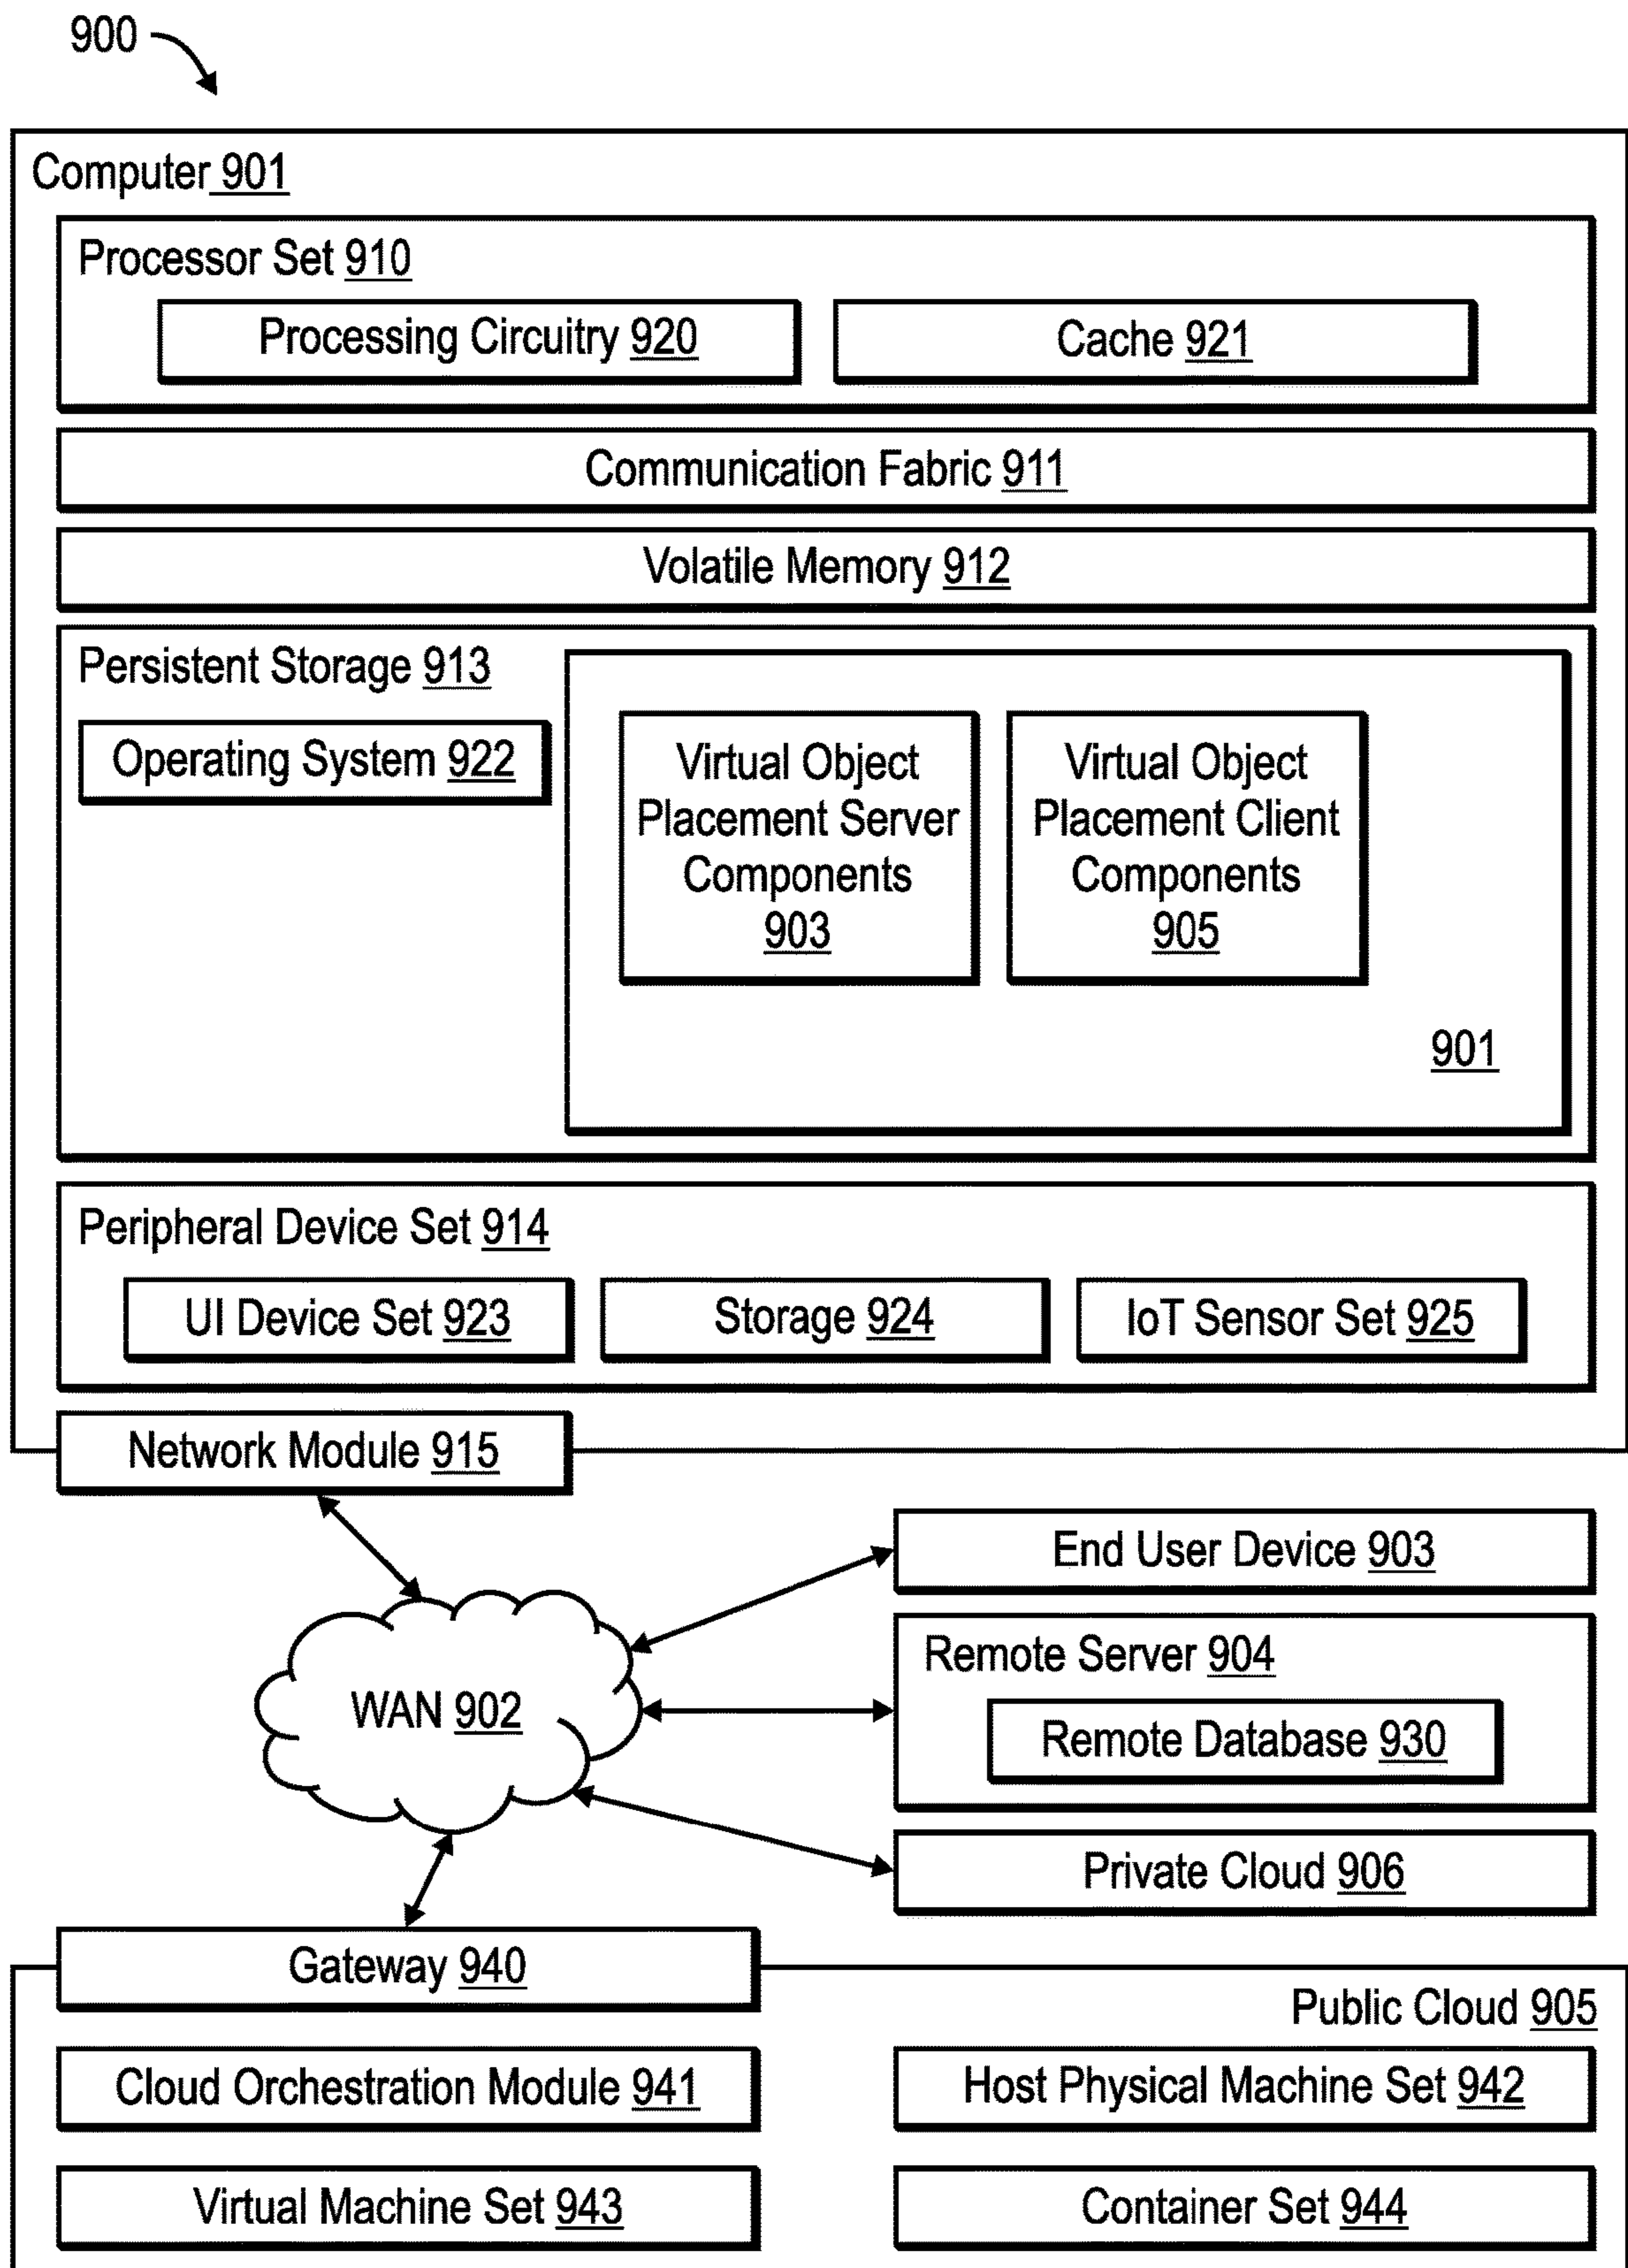 900
Computer 901
Processor Set 910
Processing Circuitry 920
Cache 921
Communication Fabric 911
Volatile Memory 912
Persistent Storage 913
Operating System 922
Virtual Object
Placement Server
Components
903
Virtual Object
Placement Client
Components
905
901
Peripheral Device Set 914
UI Device Set 923
Storage 924
IoT Sensor Set 925
Network Module 915
End User Device 903
Remote Server 904
Remote Database 930
WAN 902
Private Cloud 906
Gateway 940
Public Cloud 905
Cloud Orchestration Module 941
Host Physical Machine Set 942
Virtual Machine Set 943
Container Set 944